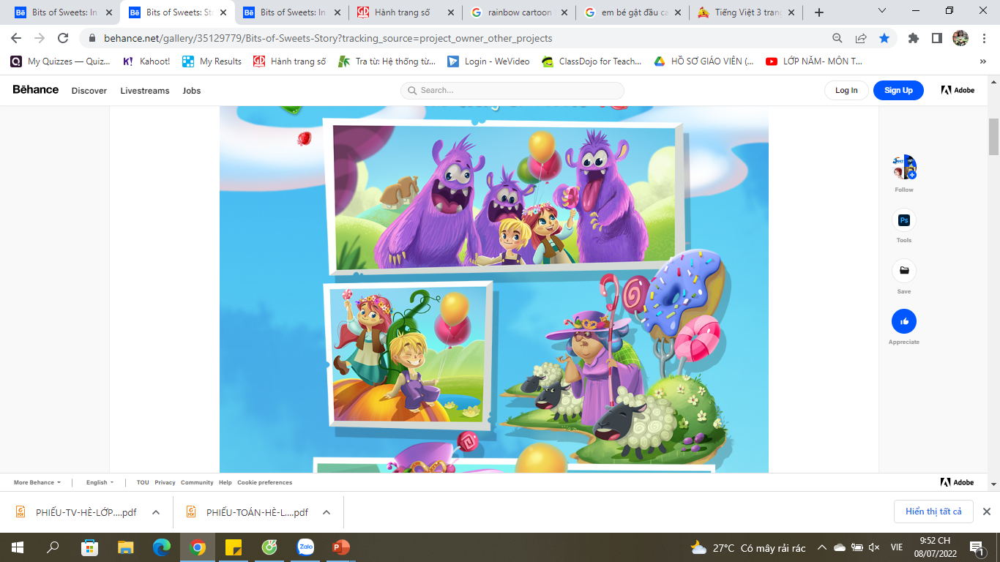 Bits of Sweets: In
Bits of Sweets: Sto
Bits of Sweets: In
Hành trang số
rainbow cartoon
em bé gật đầu ca
Tiếng Việt 3 tran
behance.net/gallery/35129779/Bits-of-Sweets-Story?tracking_source=project_owner_other_projects
My Quizzes — Quiz...
Kahoot!
My Results
Hành trang số
Tra từ: Hệ thống từ...
Login - WeVideo
ClassDojo for Teach...
HỒ SƠ GIÁO VIÊN (...
LỚP NĂM- MÔN T...
Bēhance
Discover
Livestreams
Jobs
Search...
Log In
Sign Up
Adobe
Follow
Ps
Tools
Save
Appreciate
More Behance
English
TOU
Privacy
Community
Help
Cookie preferences
Adobe
PHIẾU-TV-HÈ-LỚP....pdf
PHIẾU-TOÁN-HÈ-L....pdf
Hiển thị tất cả
Zalo
27°C Có mây rải rác
VIE
9:52 CH
08/07/2022
1